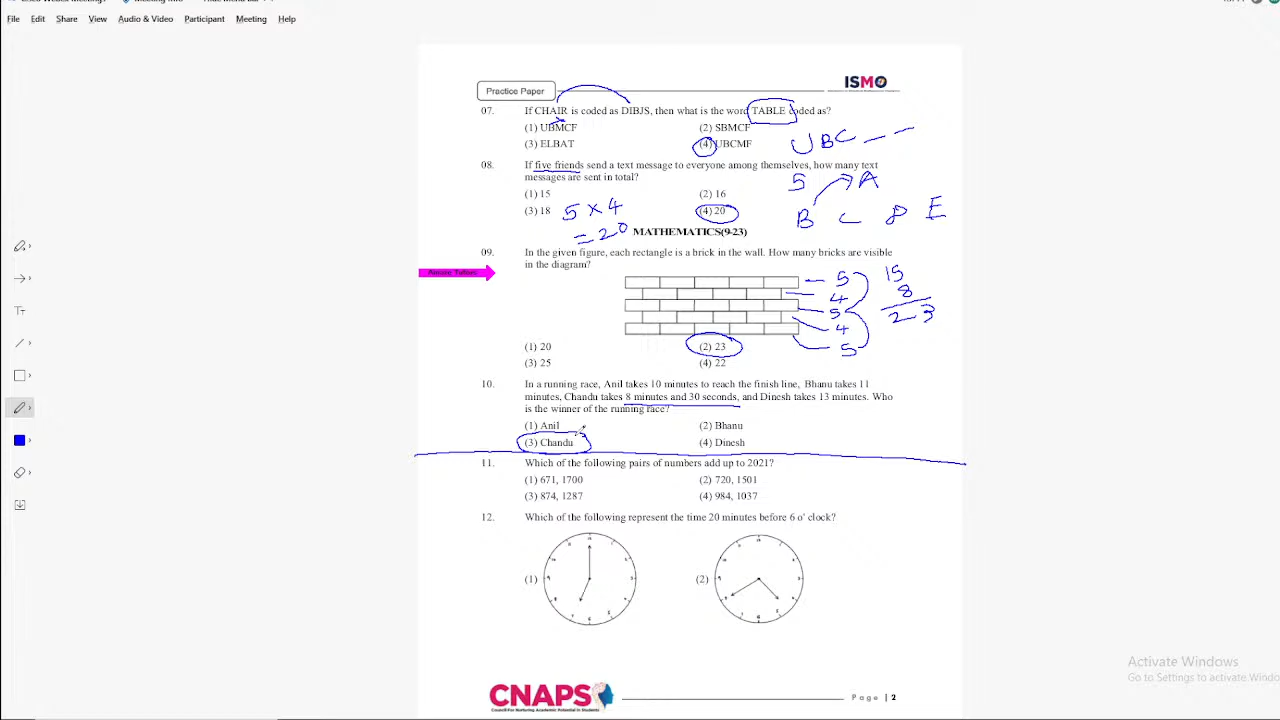 File Edit Share View Audio & Video Participant Meeting Help
Practice Paper
ISMO
07. If CHAIR is coded as DIBJS, then what is the word TABLE coded as?
(1) UBMCF (2) SBMCF
(3) ELBAT (4) UBCMF
UBC _ _
08. If five friends send a text message to everyone among themselves, how many text
messages are sent in total?
5 A
(1) 15 (2) 16
(3) 18 5 x 4 (4) 20
B C D E
= 20
MATHEMATICS(9-23)
09. In the given figure, each rectangle is a brick in the wall. How many bricks are visible
in the diagram?
5 15
4 8
5 23
4
5
(1) 20 (2) 23
(3) 25 (4) 22
10. In a running race, Anil takes 10 minutes to reach the finish line, Bhanu takes 11
minutes, Chandu takes 8 minutes and 30 seconds, and Dinesh takes 13 minutes. Who
is the winner of the running race?
(1) Anil (2) Bhanu
(3) Chandu (4) Dinesh
11. Which of the following pairs of numbers add up to 2021?
(1) 671, 1700 (2) 720, 1501
(3) 874, 1287 (4) 984, 1037
12. Which of the following represent the time 20 minutes before 6 o' clock?
(1) (2)
CNAPS
Council For Nurturing Academic Potential in Students
Page | 2
Activate Windows
Go to Settings to activate Windo